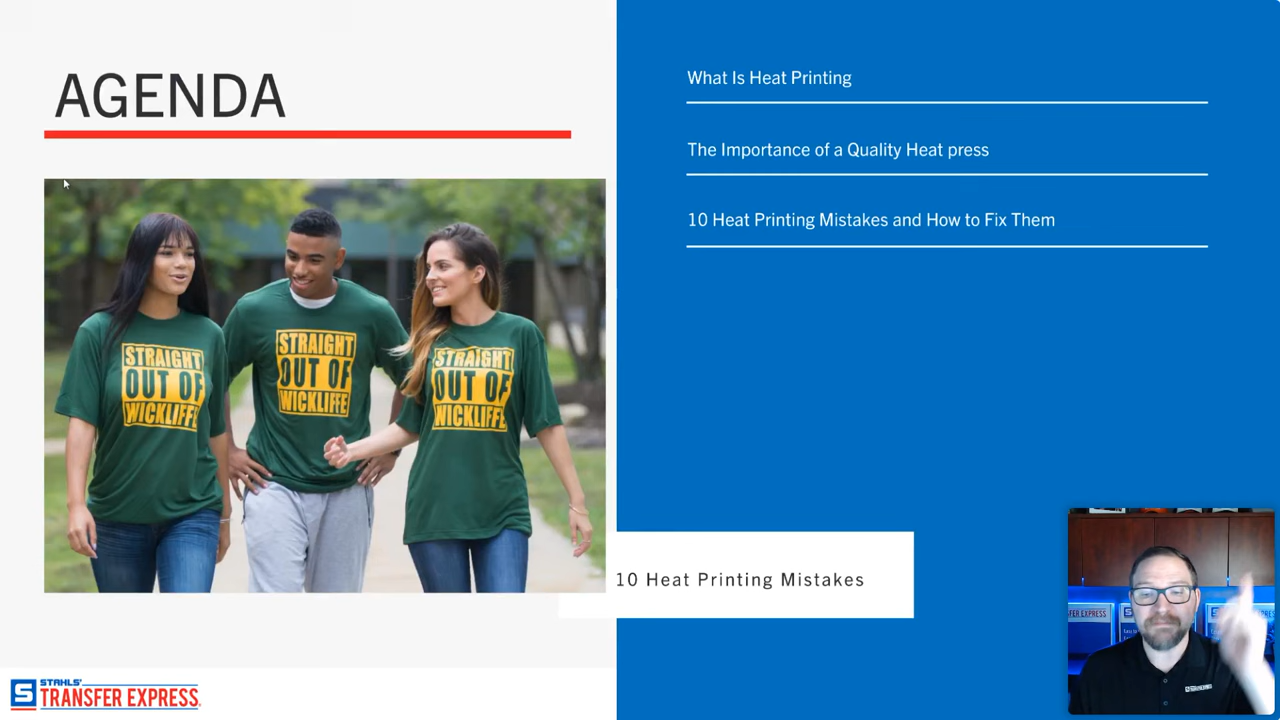 AGENDA
What Is Heat Printing
The Importance of a Quality Heat press
10 Heat Printing Mistakes and How to Fix Them
STRAIGHT
OUT OF
WICKLIFFE
STRAIGHT
OUT OF
WICKLIFFE
STRAIGHT
OUT OF
WICKLIFFE
10 Heat Printing Mistakes
S STAHLS'
TRANSFER EXPRESS
FER EXPRESS